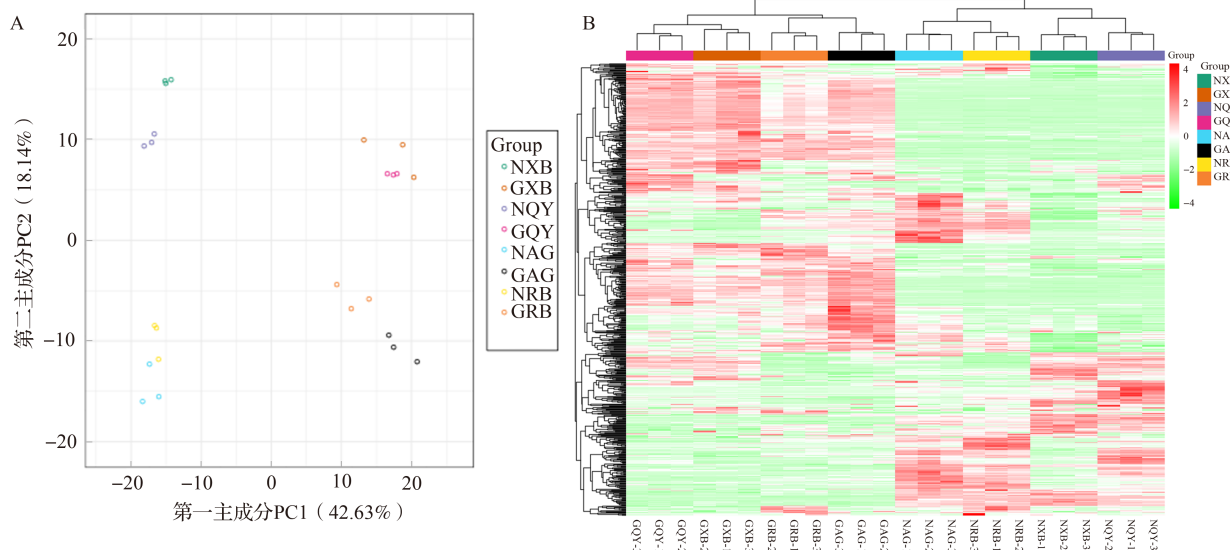 A
20
10
0
−10
−20
第二主成分PC2（18.14%）
−20
−10
0
10
20
第一主成分PC1（42.63%）
Group
NXB
GXB
NQY
GQY
NAG
GAG
NRB
GRB
B
Group
4
2
0
−2
−4
Group
NX
GX
NQ
GQ
NA
GA
NR
GR
GQY-
GQY-
GQY-2
GXB-2
GXB-1
GXB-3
GRB-2
GRB-1
GRB-3
GAG-
GAG-
GAG-2
NAG-
NAG-2
NAG-
NRB-3
NRB-1
NRB-2
NXB-1
NXB-2
NXB-3
NQY-2
NQY-1
NQY-3